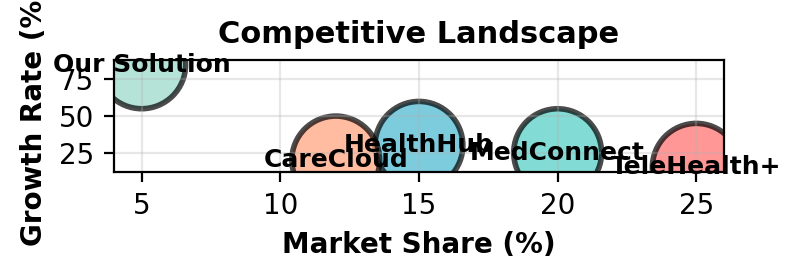 Competitive Landscape
Growth Rate (%
75
50
25
Our Solution
HealthHub
CareCloud
MedConnect
TeleHealth+
5
10
15
20
25
Market Share (%)